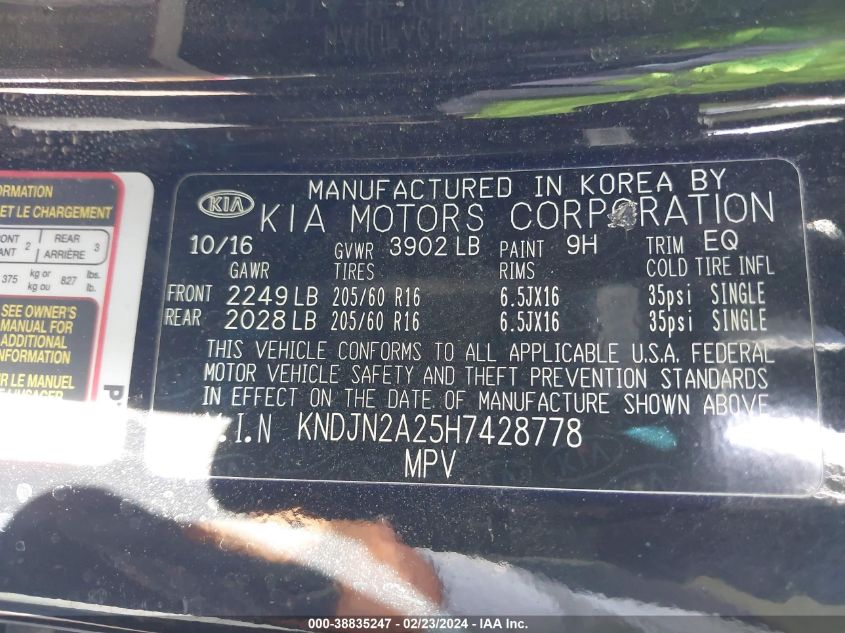 KIA
MANUFACTURED IN KOREA BY
KIA MOTORS CORPORATION
10/16 GVWR 3902 LB PAINT 9H TRIM EQ
GAWR TIRES RIMS COLD TIRE INFL
FRONT 2249 LB 205/60 R16 6.5JX16 35psi SINGLE
REAR 2028 LB 205/60 R16 6.5JX16 35psi SINGLE
THIS VEHICLE CONFORMS TO ALL APPLICABLE U.S.A. FEDERAL
MOTOR VEHICLE SAFETY AND THEFT PREVENTION STANDARDS
IN EFFECT ON THE DATE OF MANUFACTURE SHOWN ABOVE
V.I.N KNDJN2A25H7428778
MPV
ET LE CHARGEMENT
2 REAR 3
ARRIÈRE
375 kg or 827 lbs.
kg ou lb.
SEE OWNER'S
MANUAL FOR
ADDITIONAL
INFORMATION
LE MANUEL
000-38835247 - 02/23/2024 - IAA Inc.